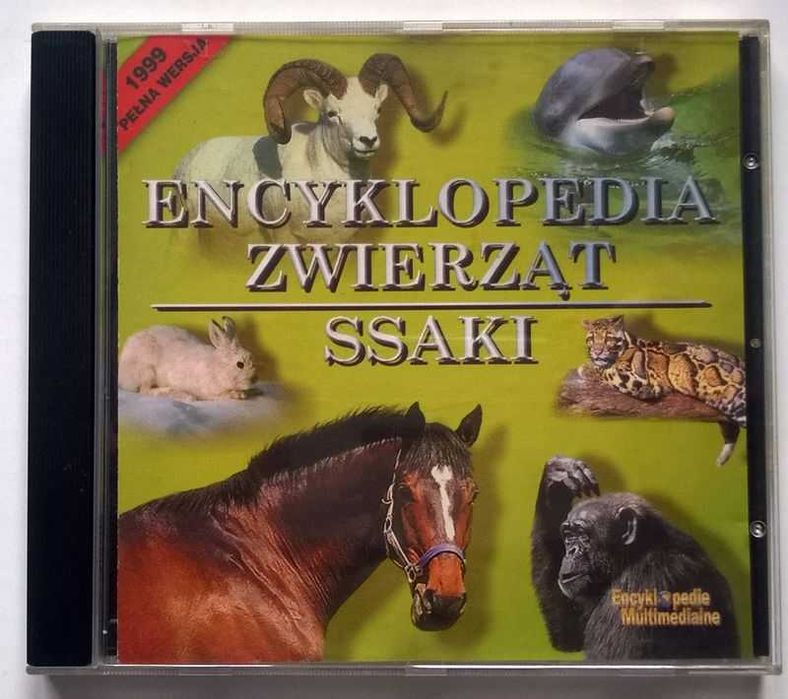 1999
PEŁNA WERSJA
ENCYKLOPEDIA
ZWIERZĄT
SSAKI
Encyklopedie
Multimedialne